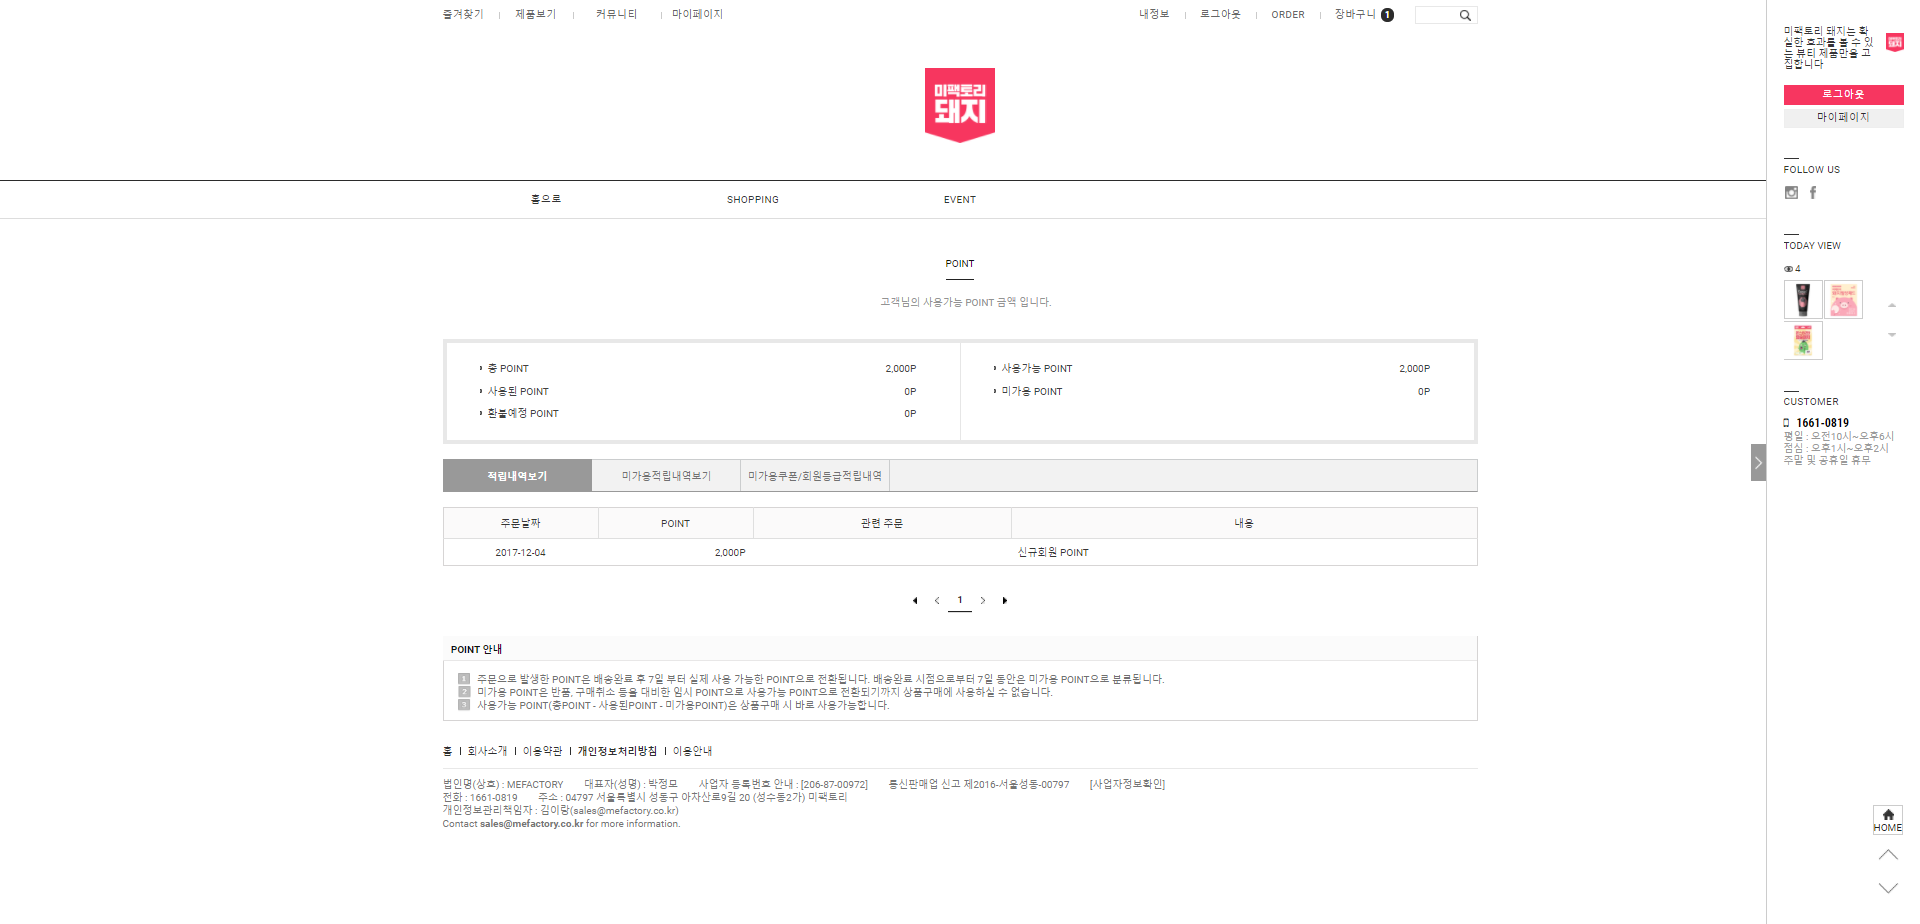 즐겨찾기 제품보기 커뮤니티 마이페이지 내정보 로그아웃 ORDER 장바구니 1
미팩토리
돼지
홈으로 SHOPPING EVENT
POINT
고객님의 사용가능 POINT 금액 입니다.
총 POINT 2,000P 사용가능 POINT 2,000P
사용된 POINT 0P 미가용 POINT 0P
환불예정 POINT 0P
적립내역보기 미가용적립내역보기 미가용쿠폰/회원등급적립내역
주문날짜 POINT 관련 주문 내용
2017-12-04 2,000P 신규회원 POINT
1
POINT 안내
1 주문으로 발생한 POINT은 배송완료 후 7일 부터 실제 사용 가능한 POINT으로 전환됩니다. 배송완료 시점으로부터 7일 동안은 미가용 POINT으로 분류됩니다.
2 미가용 POINT은 반품, 구매취소 등을 대비한 임시 POINT으로 사용가능 POINT으로 전환되기까지 상품구매에 사용하실 수 없습니다.
3 사용가능 POINT(총POINT - 사용된POINT - 미가용POINT)은 상품구매 시 바로 사용가능합니다.
홈 회사소개 이용약관 개인정보처리방침 이용안내
법인명(상호) : MEFACTORY 대표자(성명) : 박정므 사업자 등록번호 안내 : [206-87-00972] 통신판매업 신고 제2016-서울성동-00797 [사업자정보확인]
전화 : 1661-0819 주소 : 04797 서울특별시 성동구 아차산로9길 20 (성수동2가) 미팩토리
개인정보관리책임자 : 김이랑(sales@mefactory.co.kr)
Contact sales@mefactory.co.kr for more information.
미팩토리 돼지는 확
실한 효과를 볼 수 있
는 뷰티 제품만을 고
집합니다
로그아웃
마이페이지
FOLLOW US
TODAY VIEW
4
CUSTOMER
1661-0819
평일 : 오전10시~오후6시
점심 : 오후1시~오후2시
주말 및 공휴일 휴무
HOME